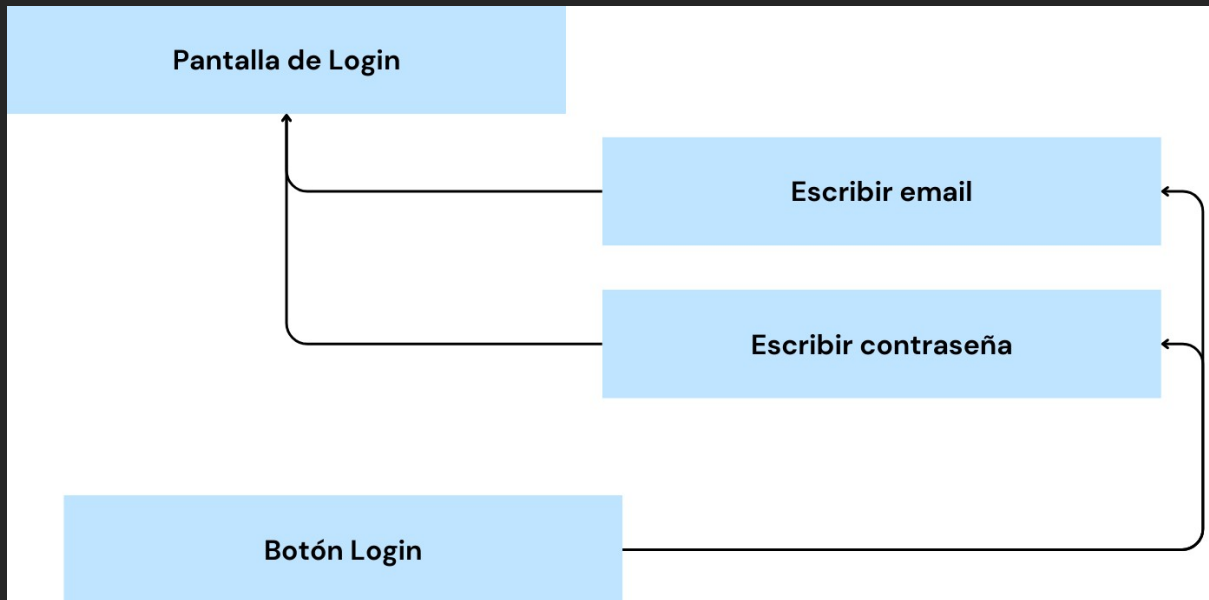 Pantalla de Login
Escribir email
Escribir contraseña
Botón Login